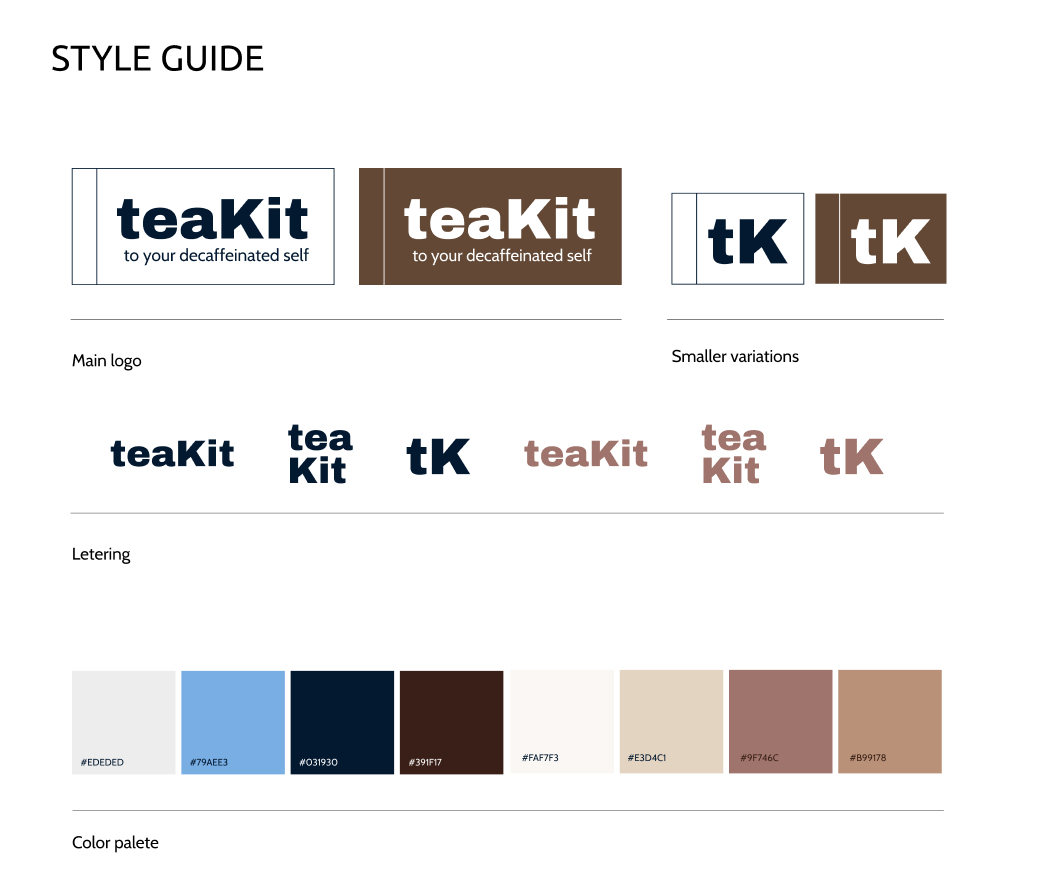 STYLE GUIDE
teaKit
to your decaffeinated self
teaKit
to your decaffeinated self
tK
tK
Main logo
Smaller variations
teaKit
tea
Kit
tK
teaKit
tea
Kit
tK
Letering
#EDEDED
#79AEE3
#031930
#391F17
#FAF7F3
#E3D4C1
#9F746C
#B99178
Color palete